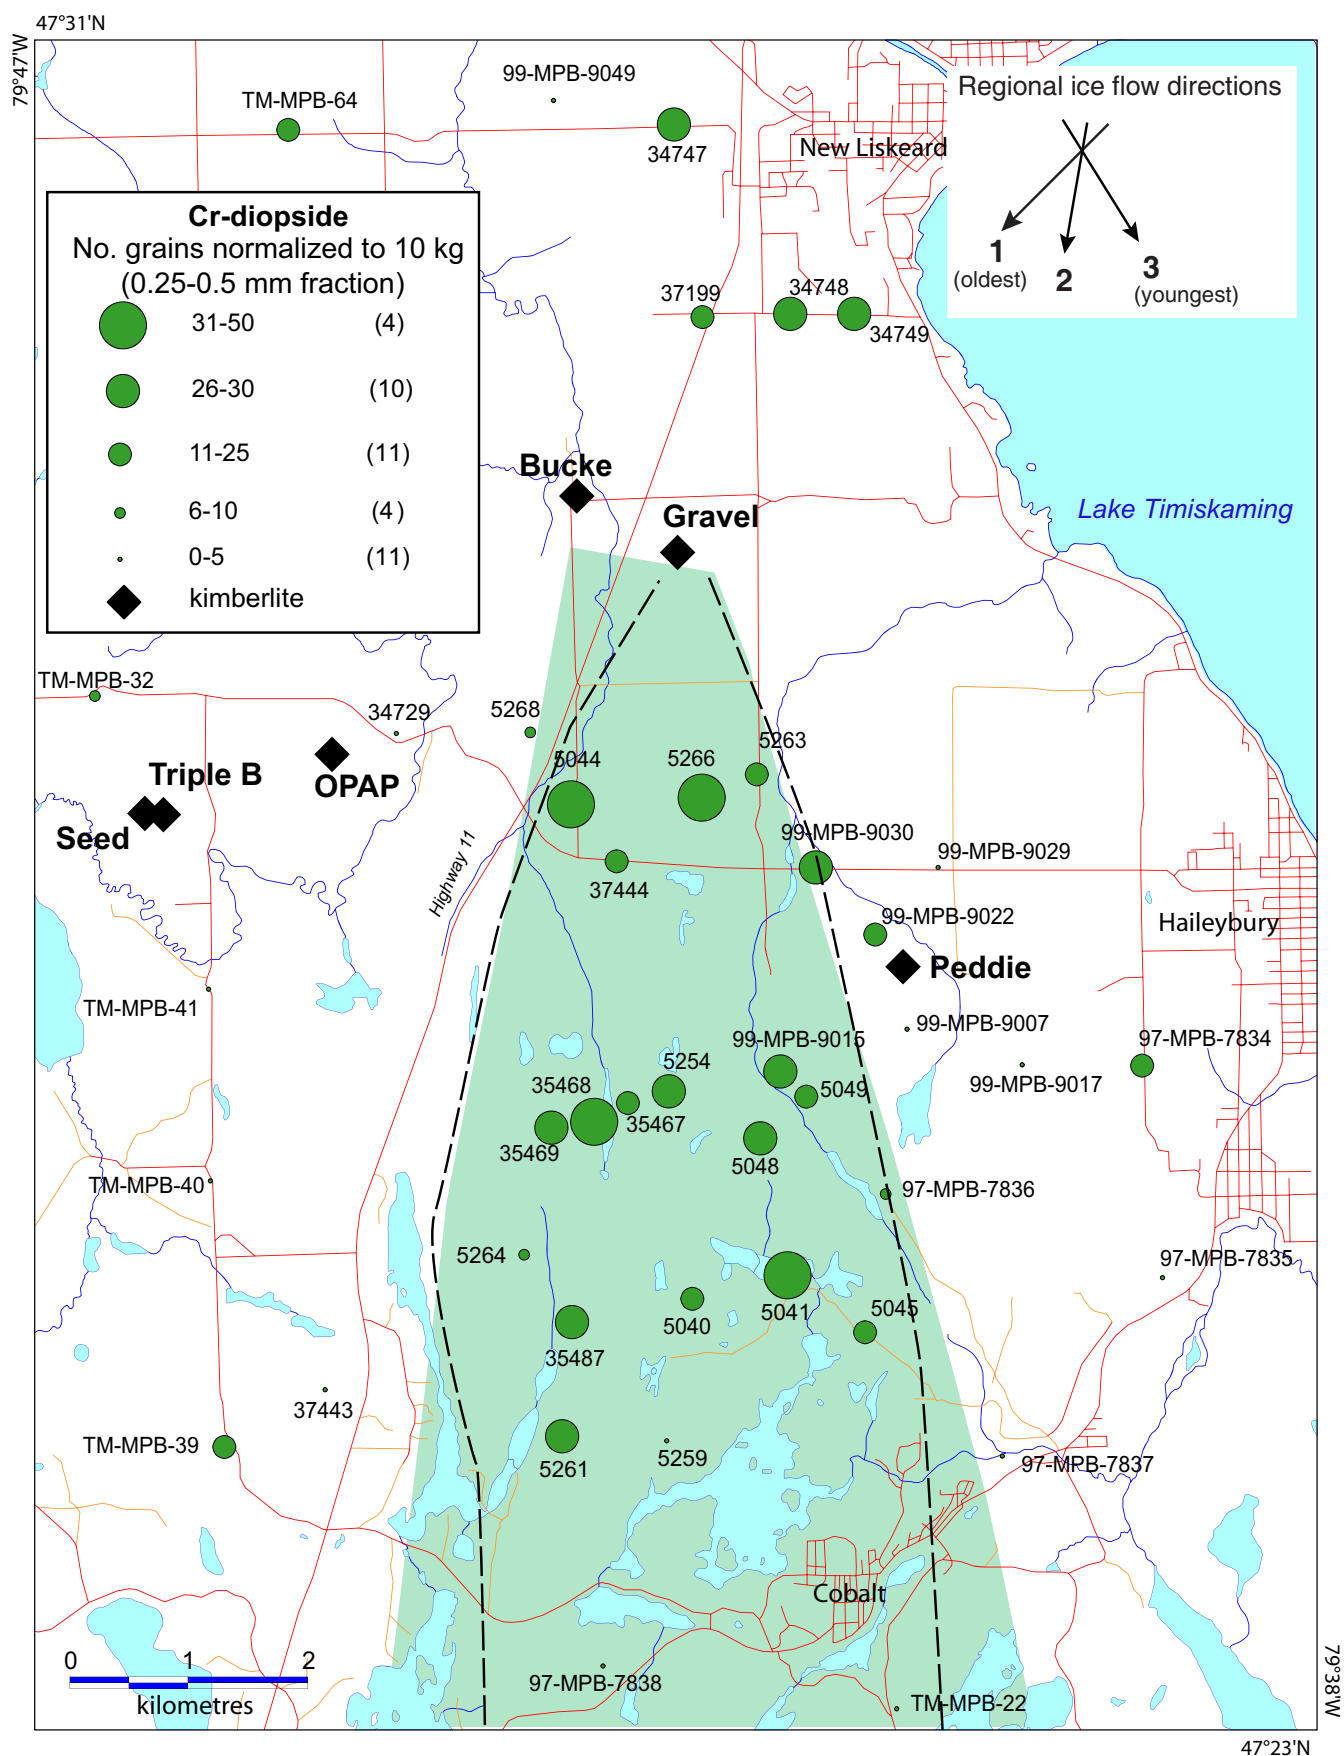 47°31'N
79°47'W
99-MPB-9049
TM-MPB-64
34747
New Liskeard
Regional ice flow directions
1
(oldest)
2
3
(youngest)
Cr-diopside
No. grains normalized to 10 kg
(0.25-0.5 mm fraction)
31-50 (4)
26-30 (10)
11-25 (11)
6-10 (4)
0-5 (11)
kimberlite
37199
34748
34749
Bucke
Gravel
Lake Timiskaming
TM-MPB-32
34729
5268
5044
5266
5263
Triple B
OPAP
Seed
Highway 11
99-MPB-9030
37444
99-MPB-9029
99-MPB-9022
Haileybury
Peddie
TM-MPB-41
99-MPB-9007
99-MPB-9015
97-MPB-7834
5254
99-MPB-9017
35468
5049
35467
35469
5048
TM-MPB-40
97-MPB-7836
5264
97-MPB-7835
5040
5041
5045
35487
37443
TM-MPB-39
5261
5259
97-MPB-7837
Cobalt
0 1 2
kilometres
97-MPB-7838
TM-MPB-22
79°38'W
47°23'N